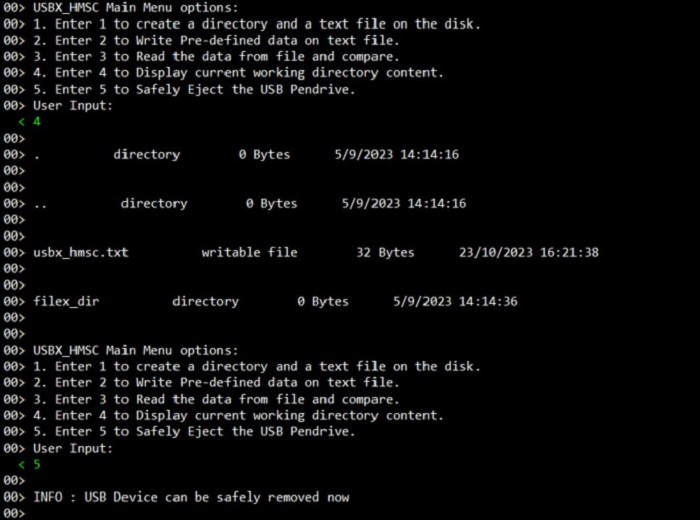 00> USBX_HMSC Main Menu options:
00> 1. Enter 1 to create a directory and a text file on the disk.
00> 2. Enter 2 to Write Pre-defined data on text file.
00> 3. Enter 3 to Read the data from file and compare.
00> 4. Enter 4 to Display current working directory content.
00> 5. Enter 5 to Safely Eject the USB Pendrive.
00> User Input:
< 4
00>
00> . directory 0 Bytes 5/9/2023 14:14:16
00>
00>
00> .. directory 0 Bytes 5/9/2023 14:14:16
00>
00>
00> usbx_hmsc.txt writable file 32 Bytes 23/10/2023 16:21:38
00>
00>
00> filex_dir directory 0 Bytes 5/9/2023 14:14:36
00>
00>
00> USBX_HMSC Main Menu options:
00> 1. Enter 1 to create a directory and a text file on the disk.
00> 2. Enter 2 to Write Pre-defined data on text file.
00> 3. Enter 3 to Read the data from file and compare.
00> 4. Enter 4 to Display current working directory content.
00> 5. Enter 5 to Safely Eject the USB Pendrive.
00> User Input:
< 5
00>
00> INFO : USB Device can be safely removed now
00>